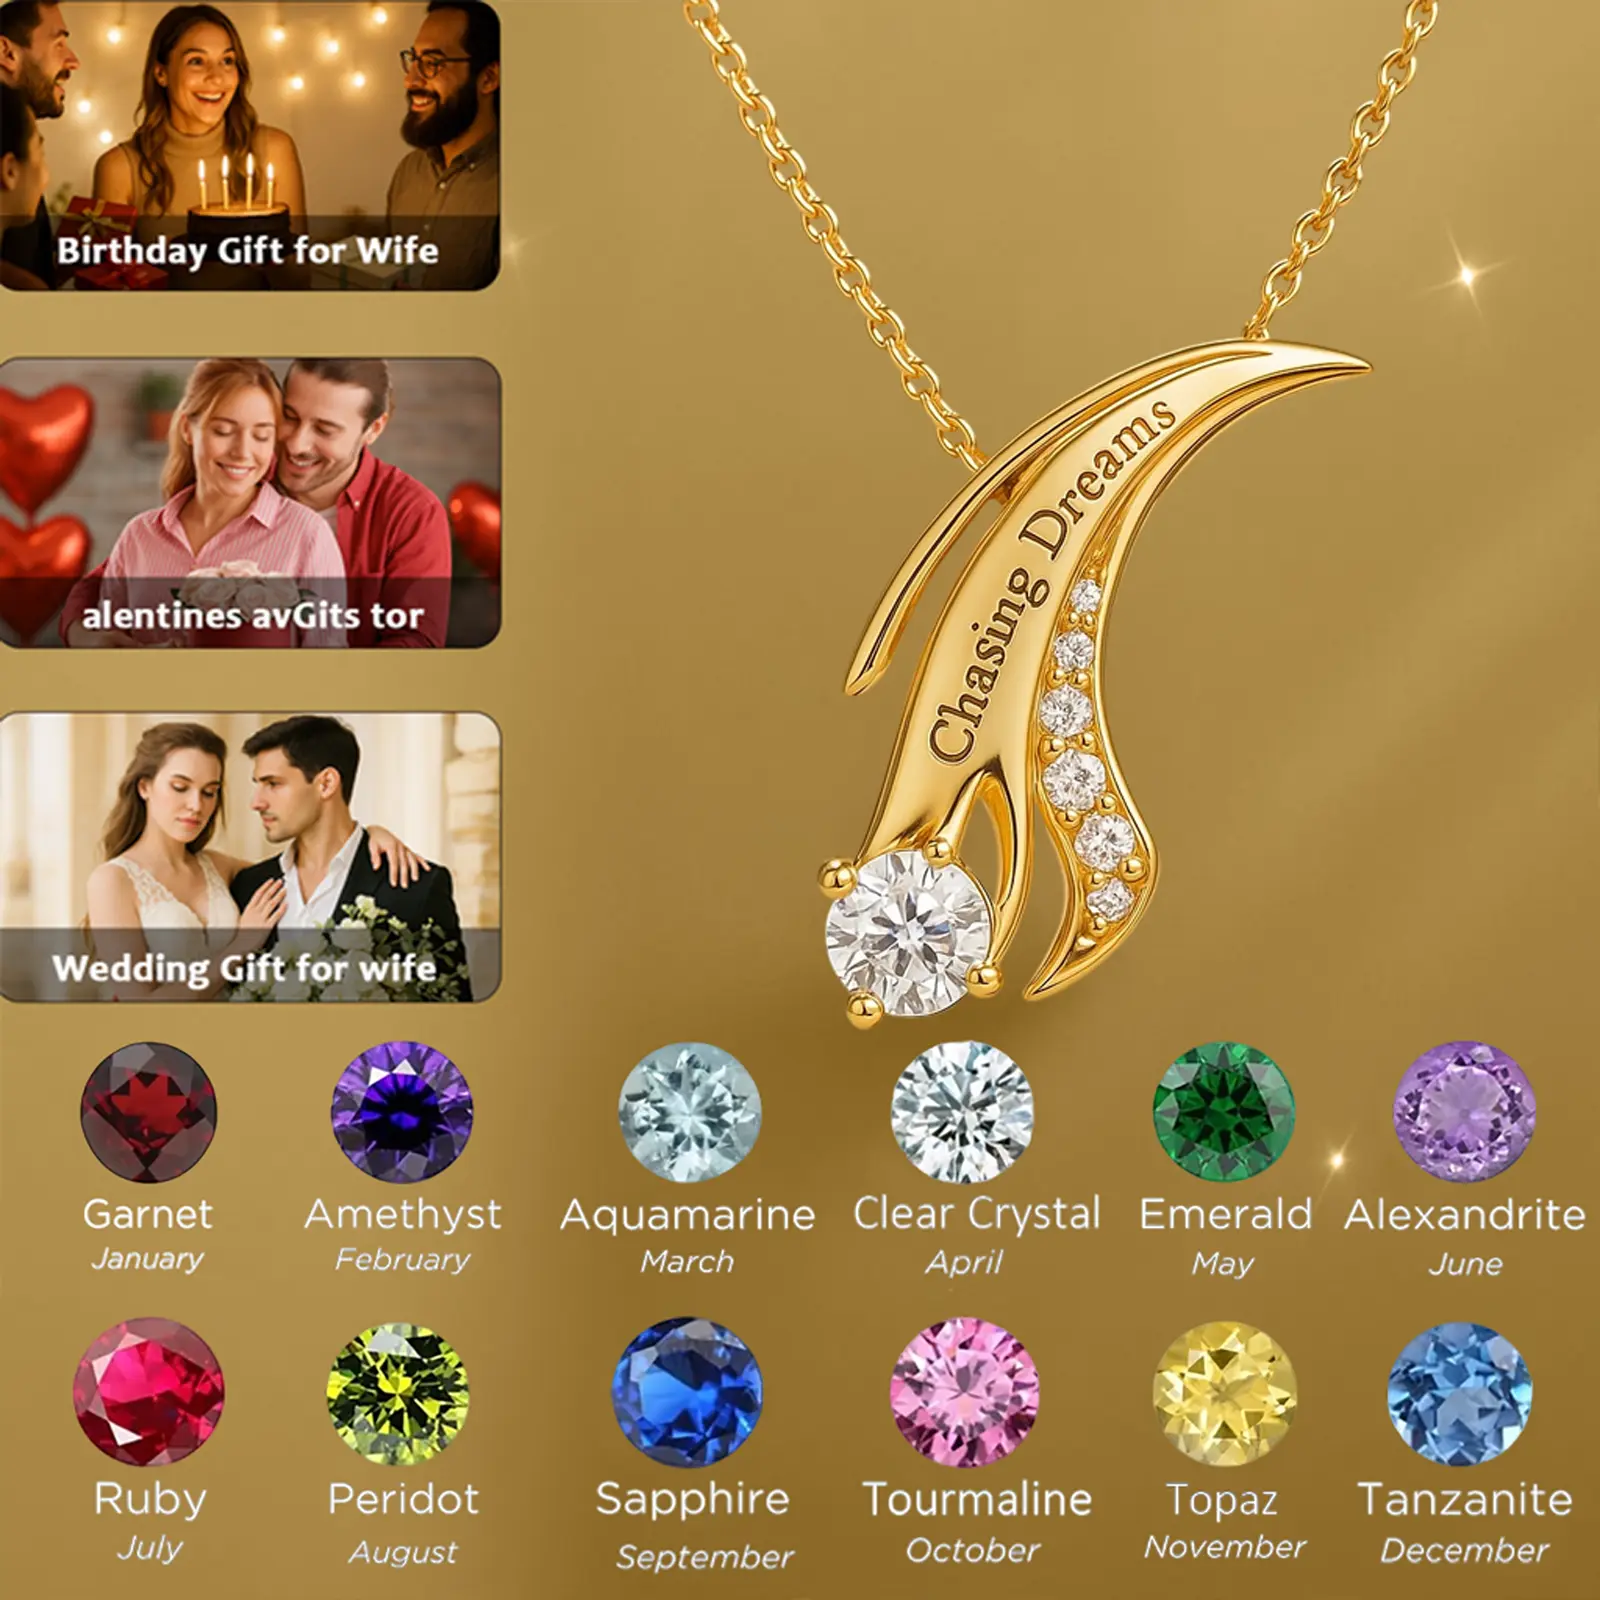 Birthday Gift for Wife
alentines avGits tor
Wedding Gift for wife
Chasing Dreams
Garnet
January
Amethyst
February
Aquamarine
March
Clear Crystal
April
Emerald
May
Alexandrite
June
Ruby
July
Peridot
August
Sapphire
September
Tourmaline
October
Topaz
November
Tanzanite
December